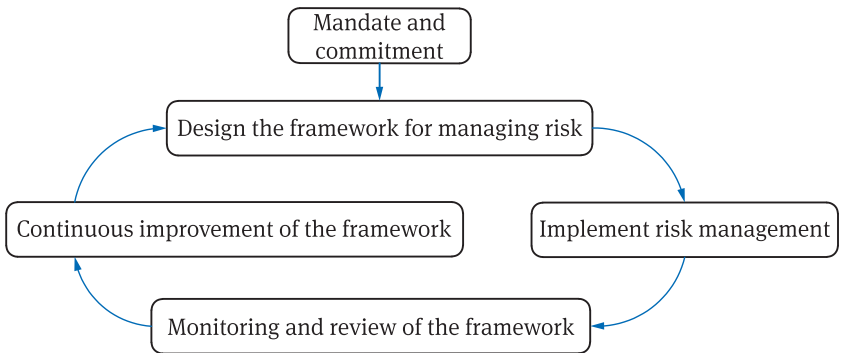 Mandate and
commitment
Design the framework for managing risk
Continuous improvement of the framework
Implement risk management
Monitoring and review of the framework